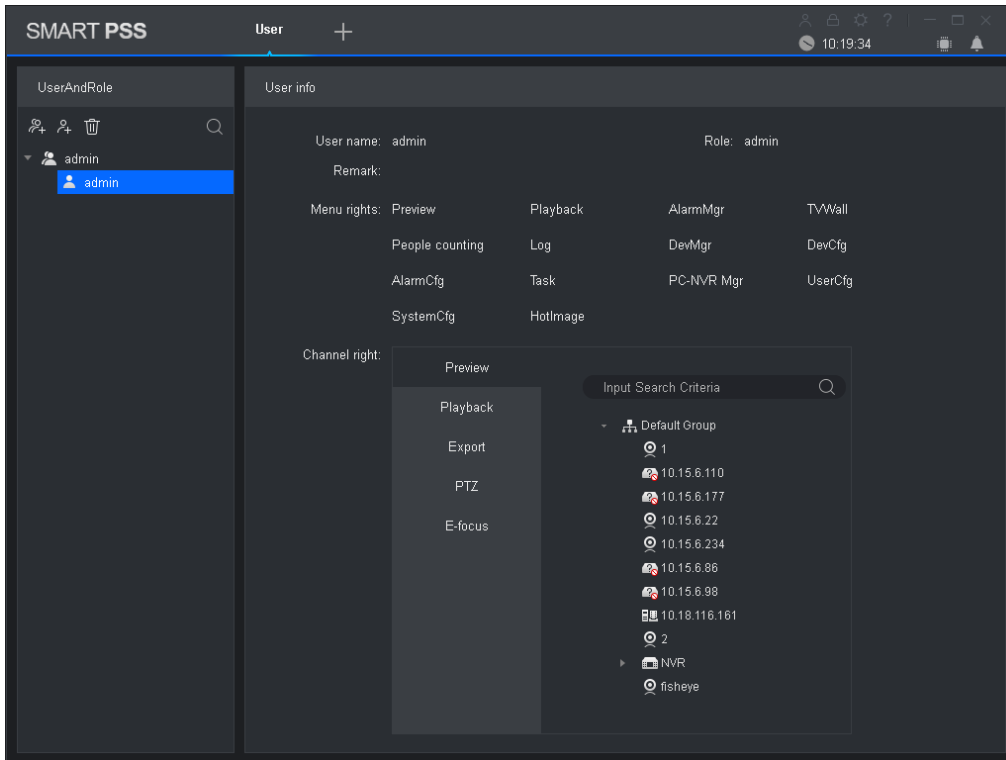 SMART PSS
User
10:19:34
UserAndRole
admin
admin
User info
User name: admin Role: admin
Remark:
Menu rights: Preview Playback AlarmMgr TVWall
People counting Log DevMgr DevCfg
AlarmCfg Task PC-NVR Mgr UserCfg
SystemCfg HotImage
Channel right:
Preview
Playback
Export
PTZ
E-focus
Input Search Criteria
Default Group
1
10.15.6.110
10.15.6.177
10.15.6.22
10.15.6.234
10.15.6.86
10.15.6.98
10.18.116.161
2
NVR
fisheye